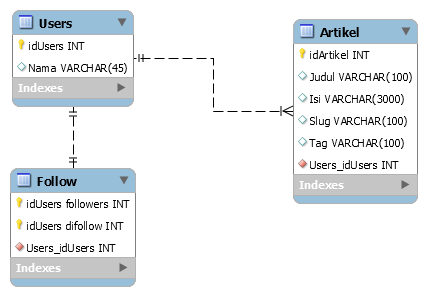 Users
idUsers INT
Nama VARCHAR(45)
Indexes
Artikel
idArtikel INT
Judul VARCHAR(100)
Isi VARCHAR(3000)
Slug VARCHAR(100)
Tag VARCHAR(100)
Users_idUsers INT
Indexes
Follow
idUsers followers INT
idUsers difollow INT
Users_idUsers INT
Indexes